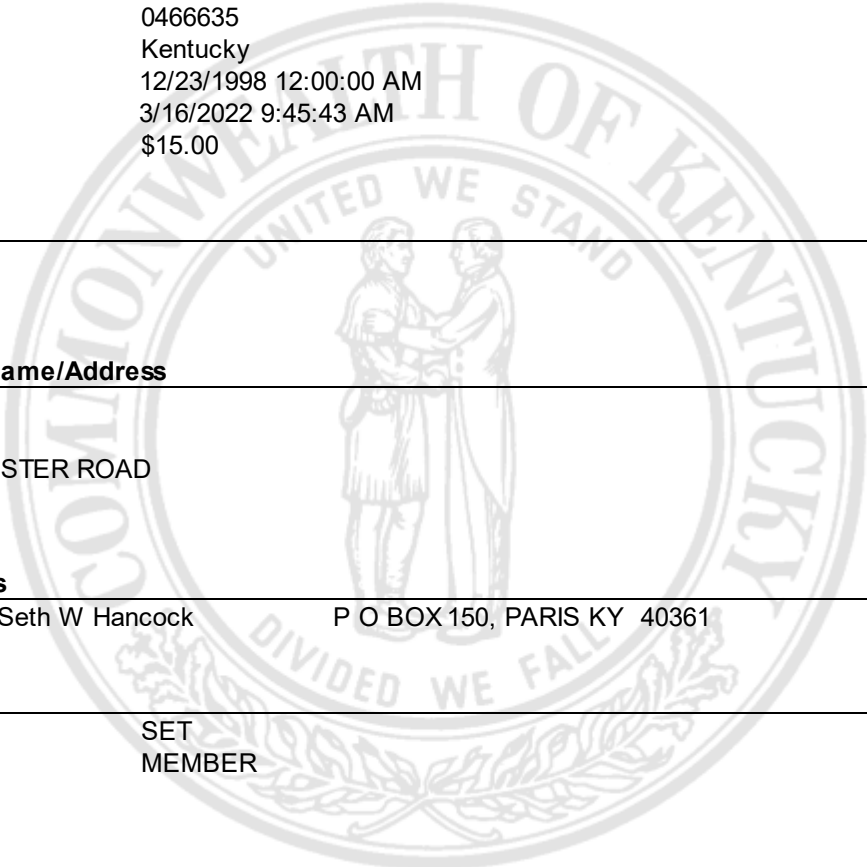 0466635
Kentucky
12/23/1998 12:00:00 AM
3/16/2022 9:45:43 AM
$15.00
COMMONWEALTH OF KENTUCKY
UNITED WE STAND
ame/Address
STER ROAD
s
Seth W Hancock P O BOX 150, PARIS KY 40361
DIVIDED WE FALL
SET
MEMBER